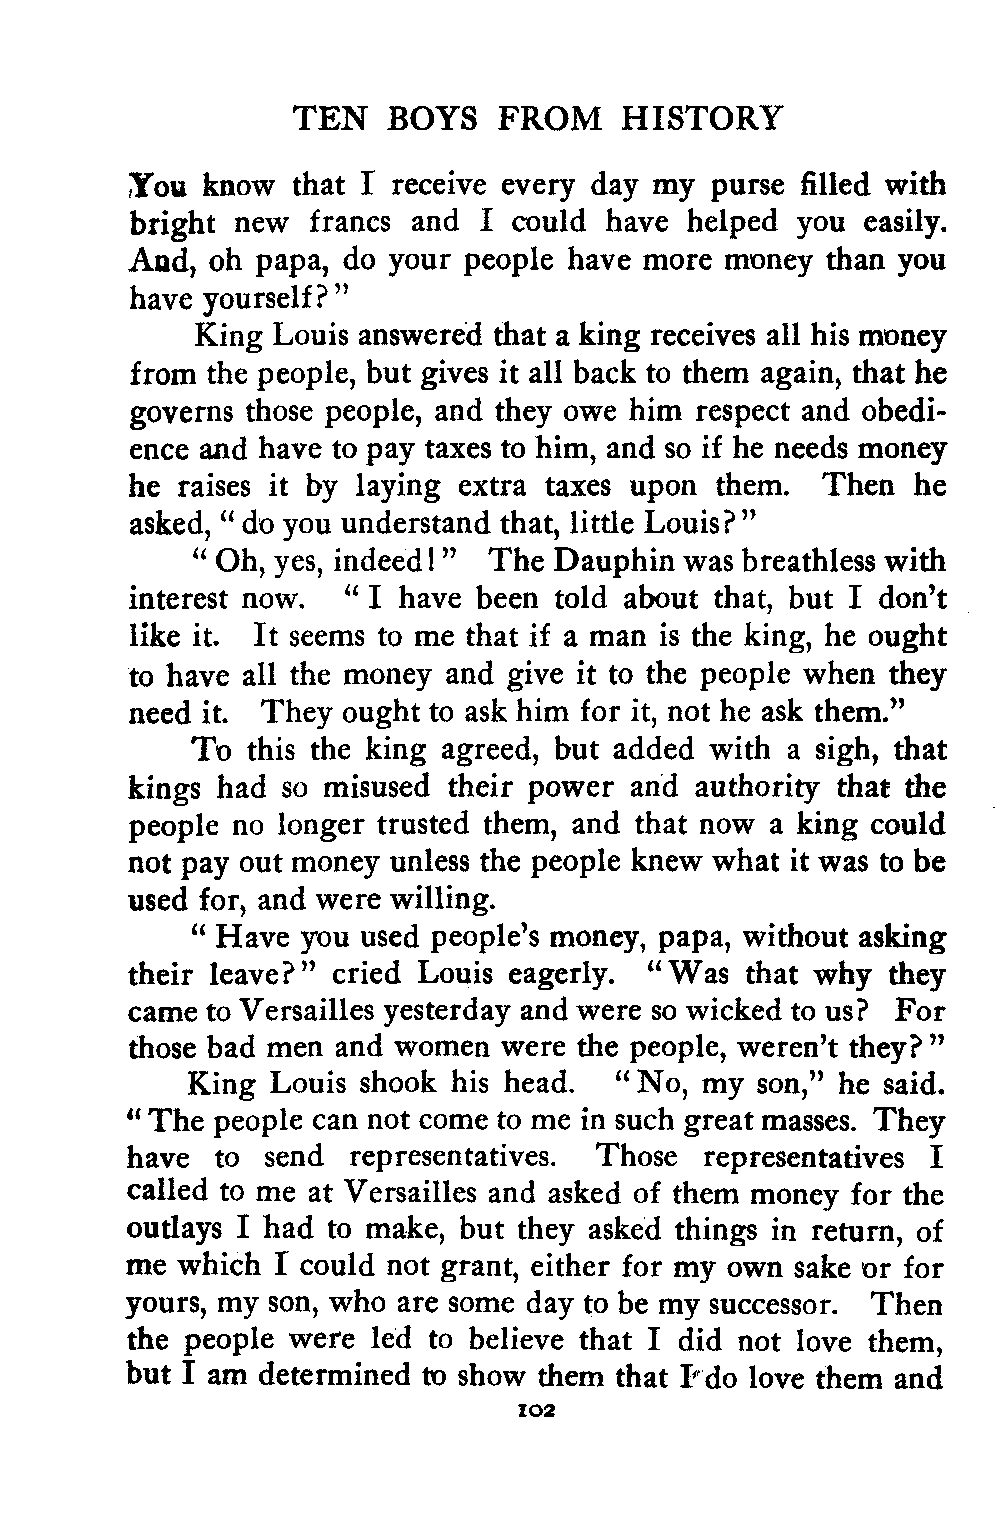 TEN BOYS FROM HISTORY
You know that I receive every day my purse filled with
bright new francs and I could have helped you easily.
And, oh papa, do your people have more money than you
have yourself?"
King Louis answered that a king receives all his money
from the people, but gives it all back to them again, that he
governs those people, and they owe him respect and obedi-
ence and have to pay taxes to him, and so if he needs money
he raises it by laying extra taxes upon them. Then he
asked, "do you understand that, little Louis?"
"Oh, yes, indeed!" The Dauphin was breathless with
interest now. "I have been told about that, but I don't
like it. It seems to me that if a man is the king, he ought
to have all the money and give it to the people when they
need it. They ought to ask him for it, not he ask them."
To this the king agreed, but added with a sigh, that
kings had so misused their power and authority that the
people no longer trusted them, and that now a king could
not pay out money unless the people knew what it was to be
used for, and were willing.
"Have you used people's money, papa, without asking
their leave?" cried Louis eagerly. "Was that why they
came to Versailles yesterday and were so wicked to us? For
those bad men and women were the people, weren't they?"
King Louis shook his head. "No, my son," he said.
"The people can not come to me in such great masses. They
have to send representatives. Those representatives I
called to me at Versailles and asked of them money for the
outlays I had to make, but they asked things in return, of
me which I could not grant, either for my own sake or for
yours, my son, who are some day to be my successor. Then
the people were led to believe that I did not love them,
but I am determined to show them that I do love them and
102